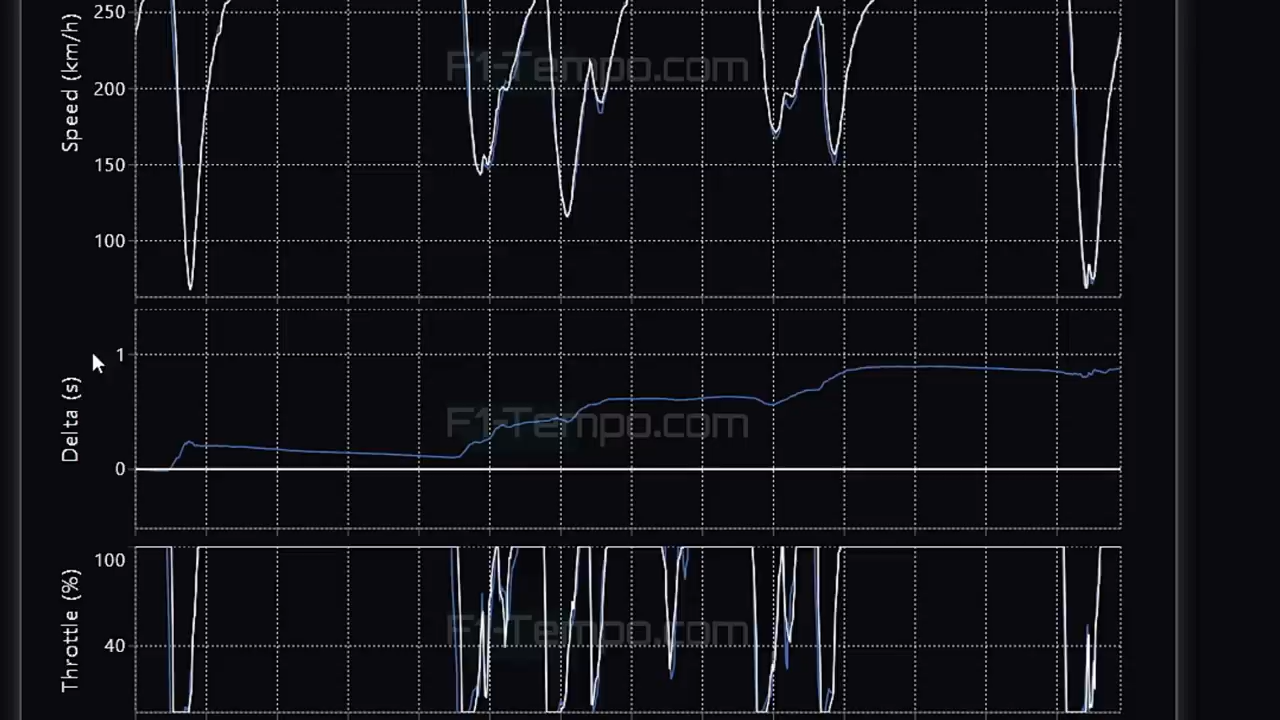 250
200
150
100
Speed (km/h)
F1-Tempo.com
1
0
Delta (s)
F1-Tempo.com
100
40
Throttle (%)
F1-Tempo.com